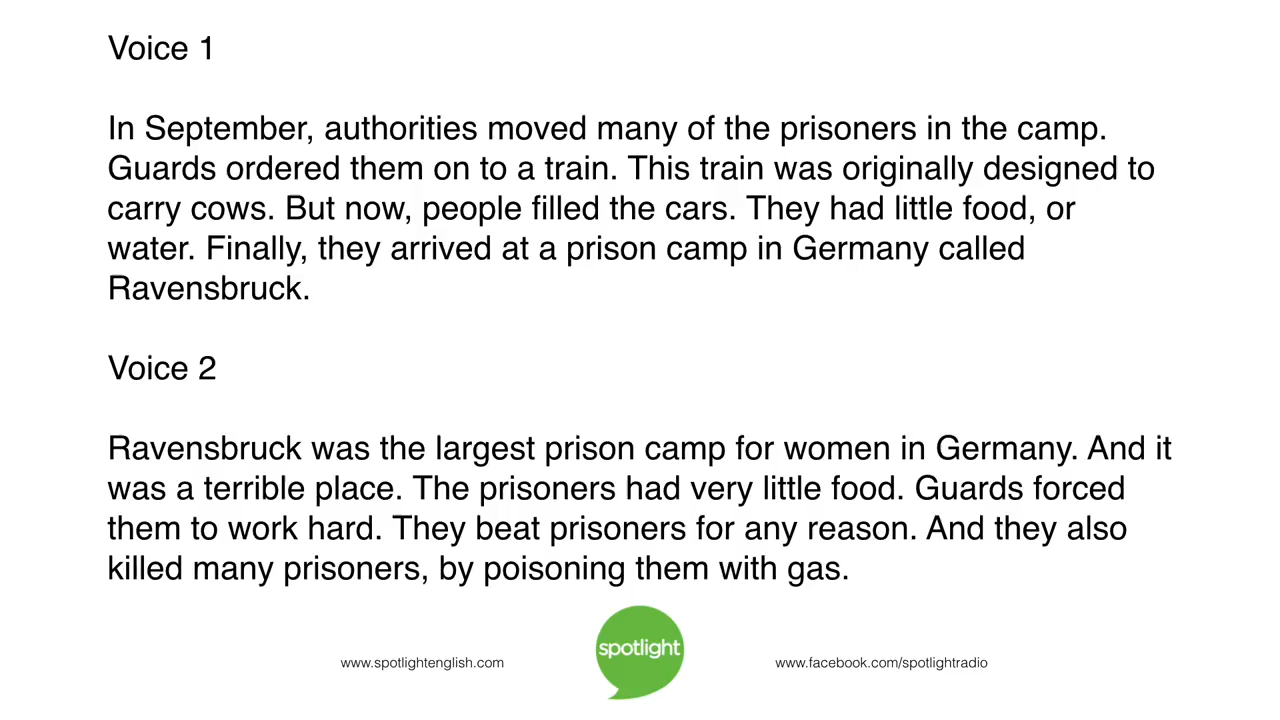 Voice 1
In September, authorities moved many of the prisoners in the camp.
Guards ordered them on to a train. This train was originally designed to
carry cows. But now, people filled the cars. They had little food, or
water. Finally, they arrived at a prison camp in Germany called
Ravensbruck.
Voice 2
Ravensbruck was the largest prison camp for women in Germany. And it
was a terrible place. The prisoners had very little food. Guards forced
them to work hard. They beat prisoners for any reason. And they also
killed many prisoners, by poisoning them with gas.
www.spotlightenglish.com
spotlight
www.facebook.com/spotlightradio